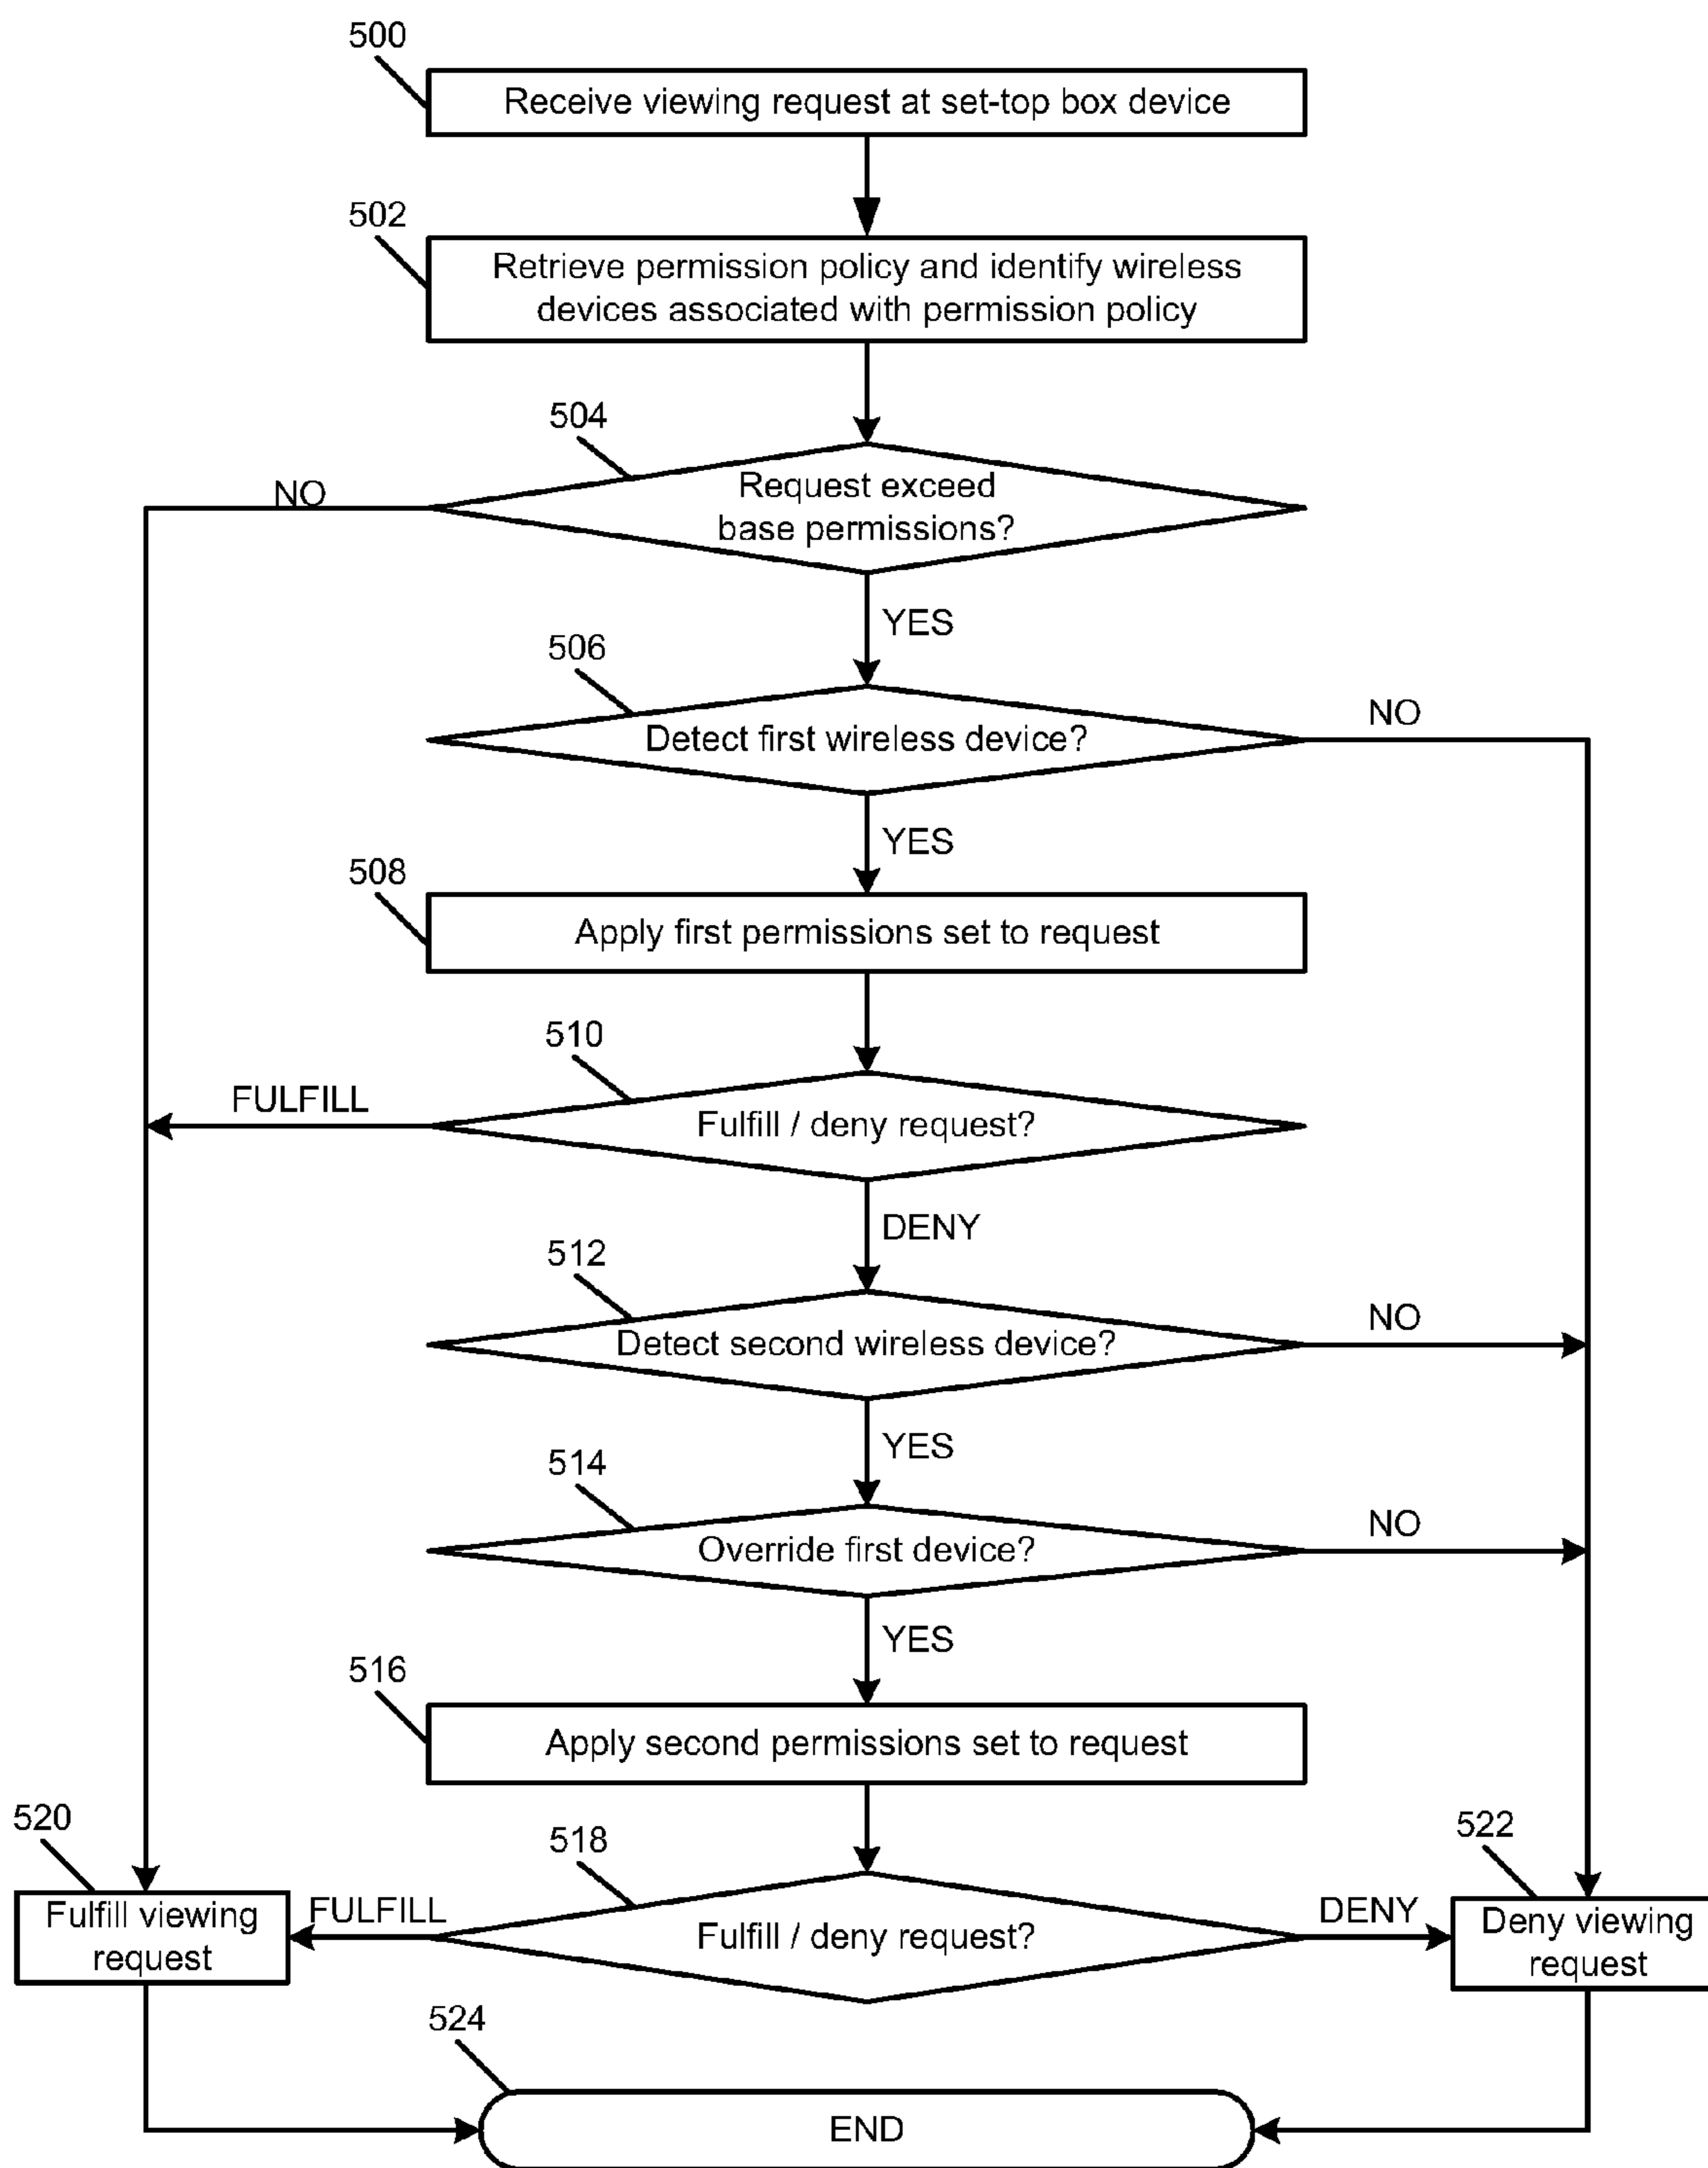 500
Receive viewing request at set-top box device
502
Retrieve permission policy and identify wireless
devices associated with permission policy
504
Request exceed
base permissions?
NO
YES
506
Detect first wireless device?
NO
YES
508
Apply first permissions set to request
510
Fulfill / deny request?
FULFILL
DENY
512
Detect second wireless device?
NO
YES
514
Override first device?
NO
YES
516
Apply second permissions set to request
518
Fulfill / deny request?
FULFILL
DENY
520
Fulfill viewing
request
522
Deny viewing
request
524
END